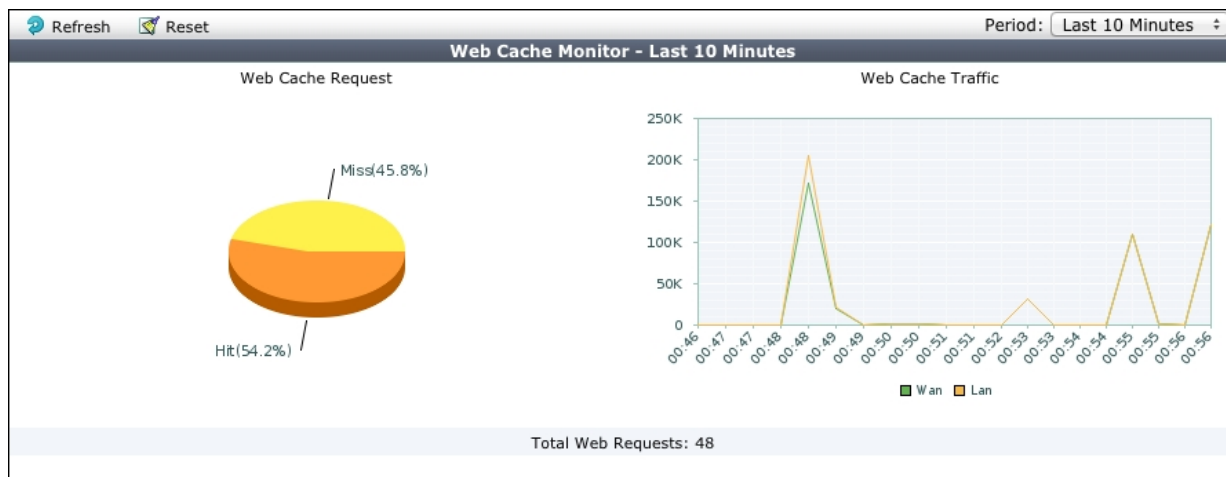 Refresh Reset Period: Last 10 Minutes
Web Cache Monitor - Last 10 Minutes
Web Cache Request
Miss(45.8%)
Hit(54.2%)
Web Cache Traffic
250K
200K
150K
100K
50K
0
00:46 00:47 00:47 00:48 00:48 00:49 00:49 00:50 00:50 00:51 00:51 00:52 00:53 00:53 00:54 00:54 00:55 00:55 00:56 00:56
Wan Lan
Total Web Requests: 48